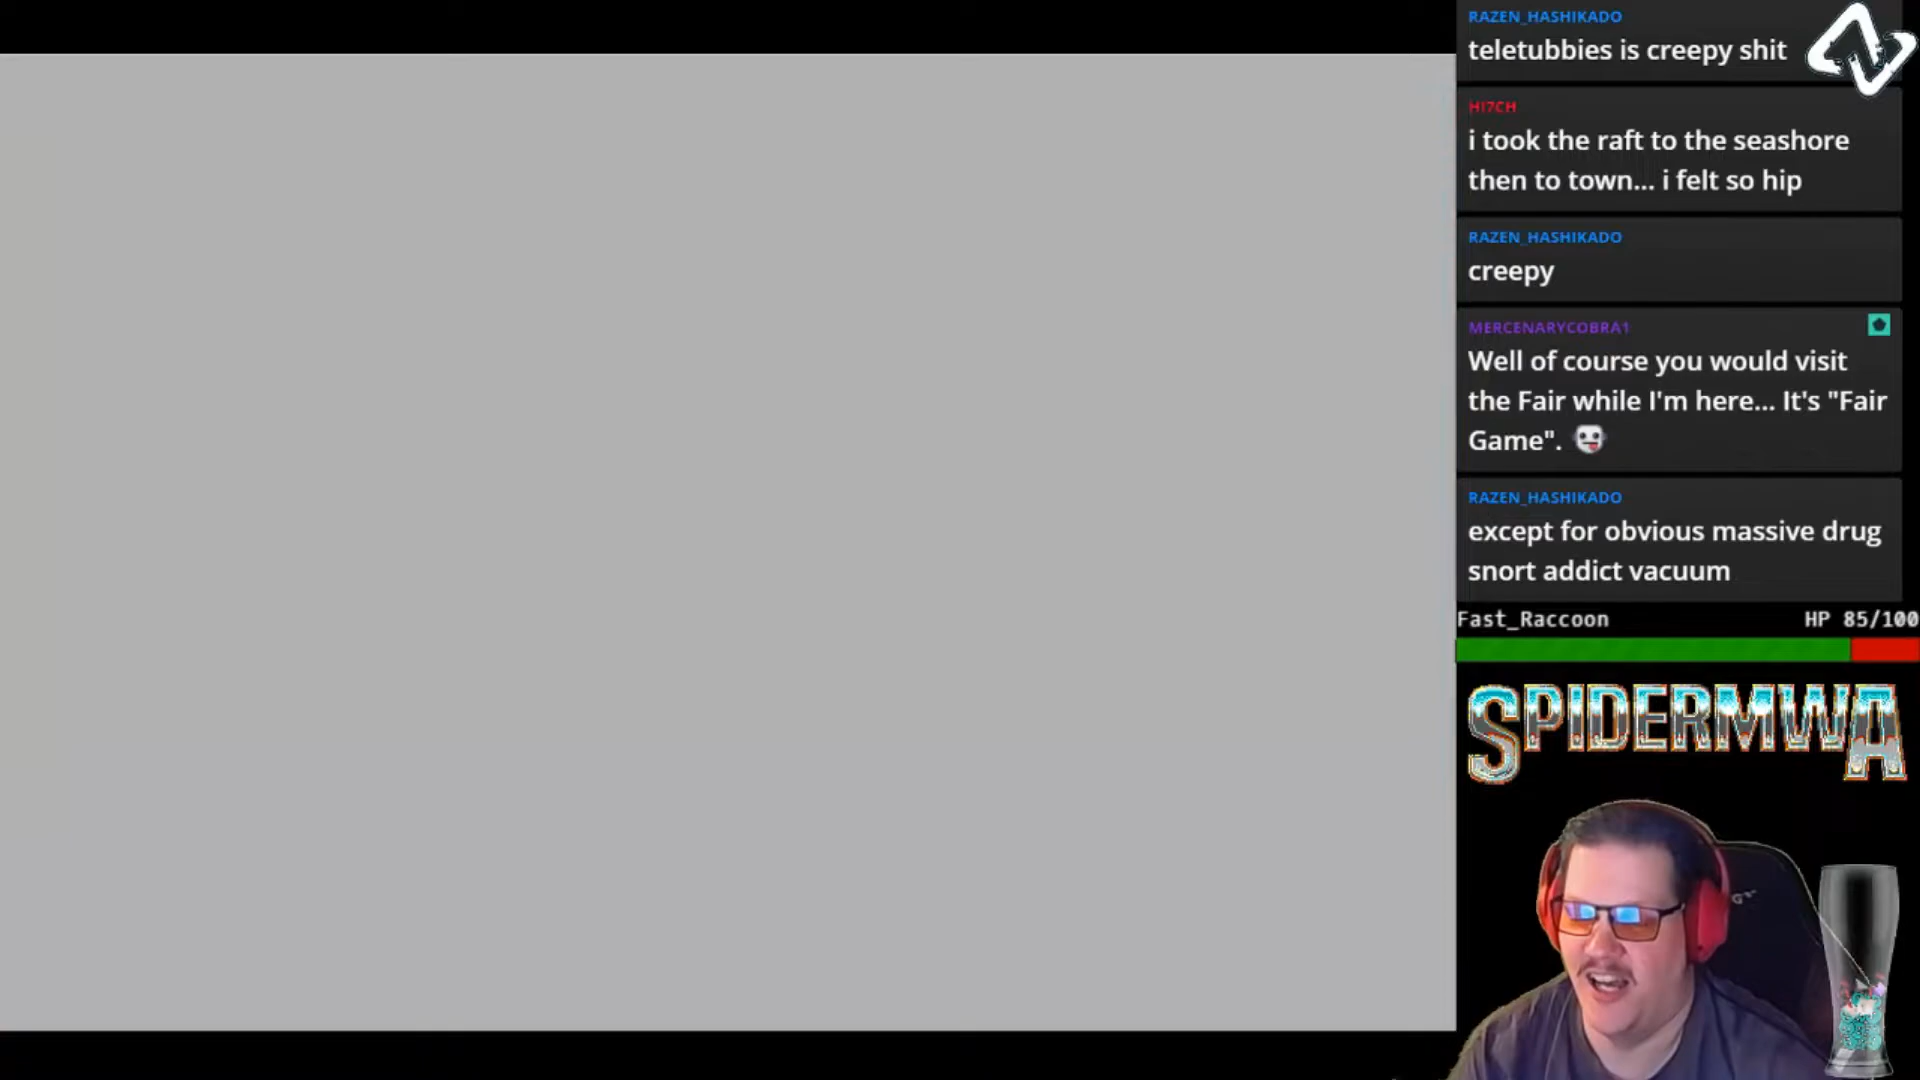 RAZEN_HASHIKADO
teletubbies is creepy shit
HI7CH
i took the raft to the seashore
then to town... i felt so hip
RAZEN_HASHIKADO
creepy
MERCENARYCOBRA1
Well of course you would visit
the Fair while I'm here... It's "Fair
Game". 👻
RAZEN_HASHIKADO
except for obvious massive drug
snort addict vacuum
Fast_Raccoon HP 85/100
SPIDERMWA